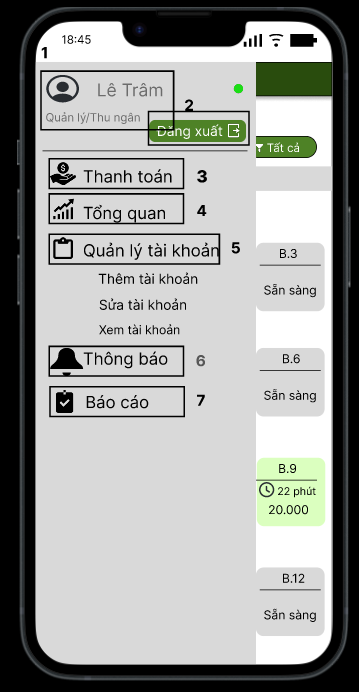 18:45
1
Lê Trâm
Quản lý/Thu ngân
2
Đăng xuất
Tất cả
Thanh toán 3
Tổng quan 4
Quản lý tài khoản 5
Thêm tài khoản
Sửa tài khoản
Xem tài khoản
Thông báo 6
Báo cáo 7
B.3
Sẵn sàng
B.6
Sẵn sàng
B.9
22 phút
20.000
B.12
Sẵn sàng